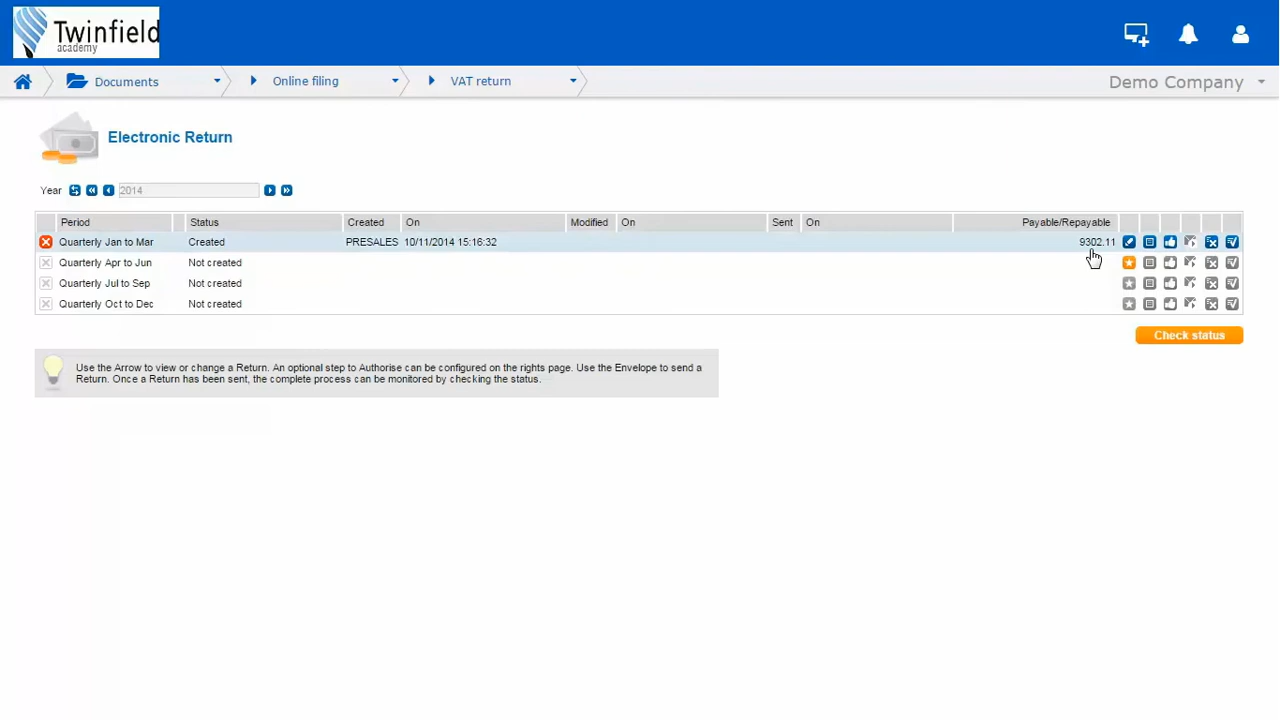 Twinfield
academy
Documents Online filing VAT return Demo Company
Electronic Return
Year 2014
Period Status Created On Modified On Sent On Payable/Repayable
Quarterly Jan to Mar Created PRESALES 10/11/2014 15:16:32 9302.11
Quarterly Apr to Jun Not created
Quarterly Jul to Sep Not created
Quarterly Oct to Dec Not created
Check status
Use the Arrow to view or change a Return. An optional step to Authorise can be configured on the rights page. Use the Envelope to send a
Return. Once a Return has been sent, the complete process can be monitored by checking the status.